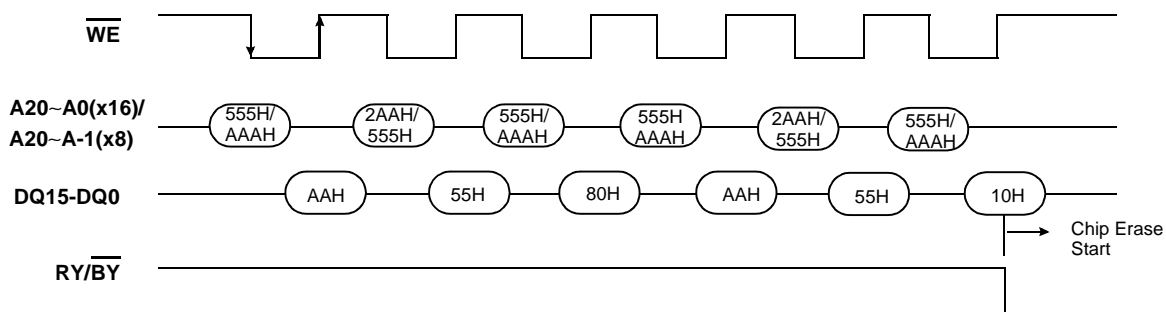 WE
A20~A0(x16)/
A20~A-1(x8)
555H/
AAAH
2AAH/
555H
555H/
AAAH
555H
AAAH
2AAH/
555H
555H/
AAAH
DQ15-DQ0
AAH
55H
80H
AAH
55H
10H
Chip Erase
Start
RY/BY